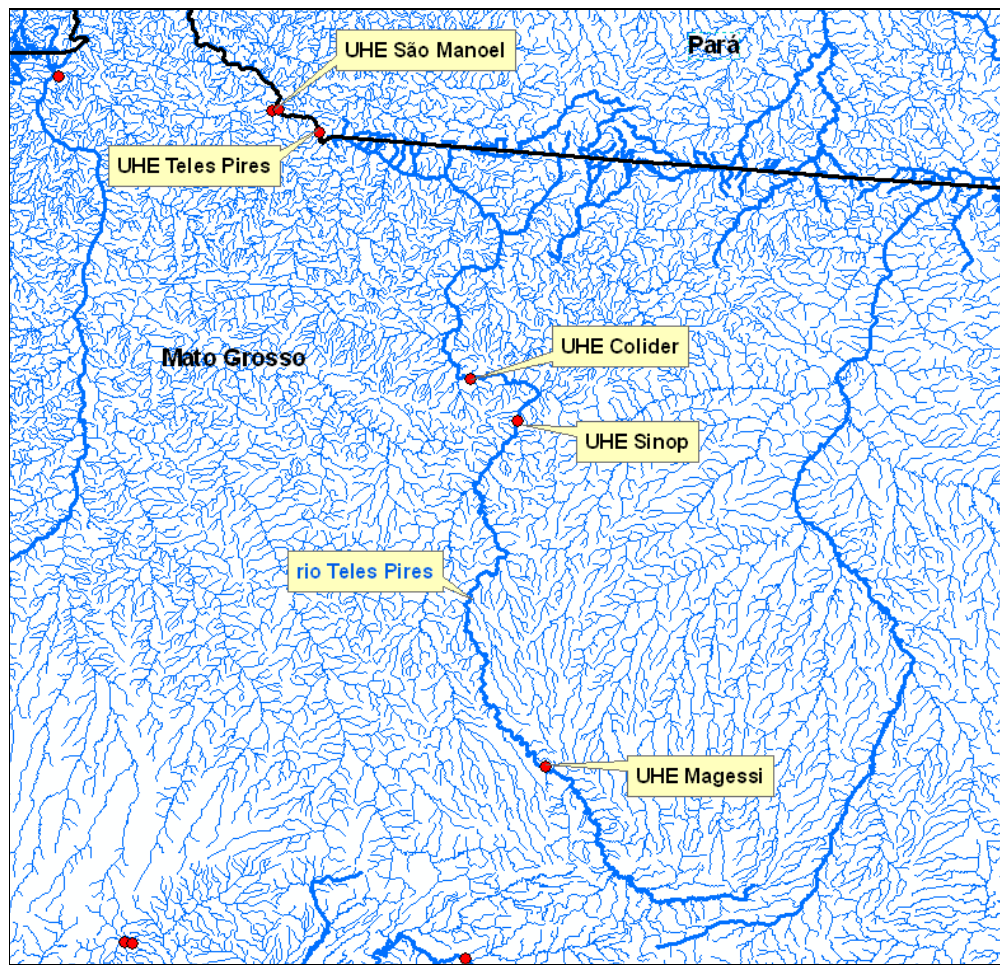 Pará
UHE São Manoel
UHE Teles Pires
UHE Colider
Mato Grosso
UHE Sinop
rio Teles Pires
UHE Magessi